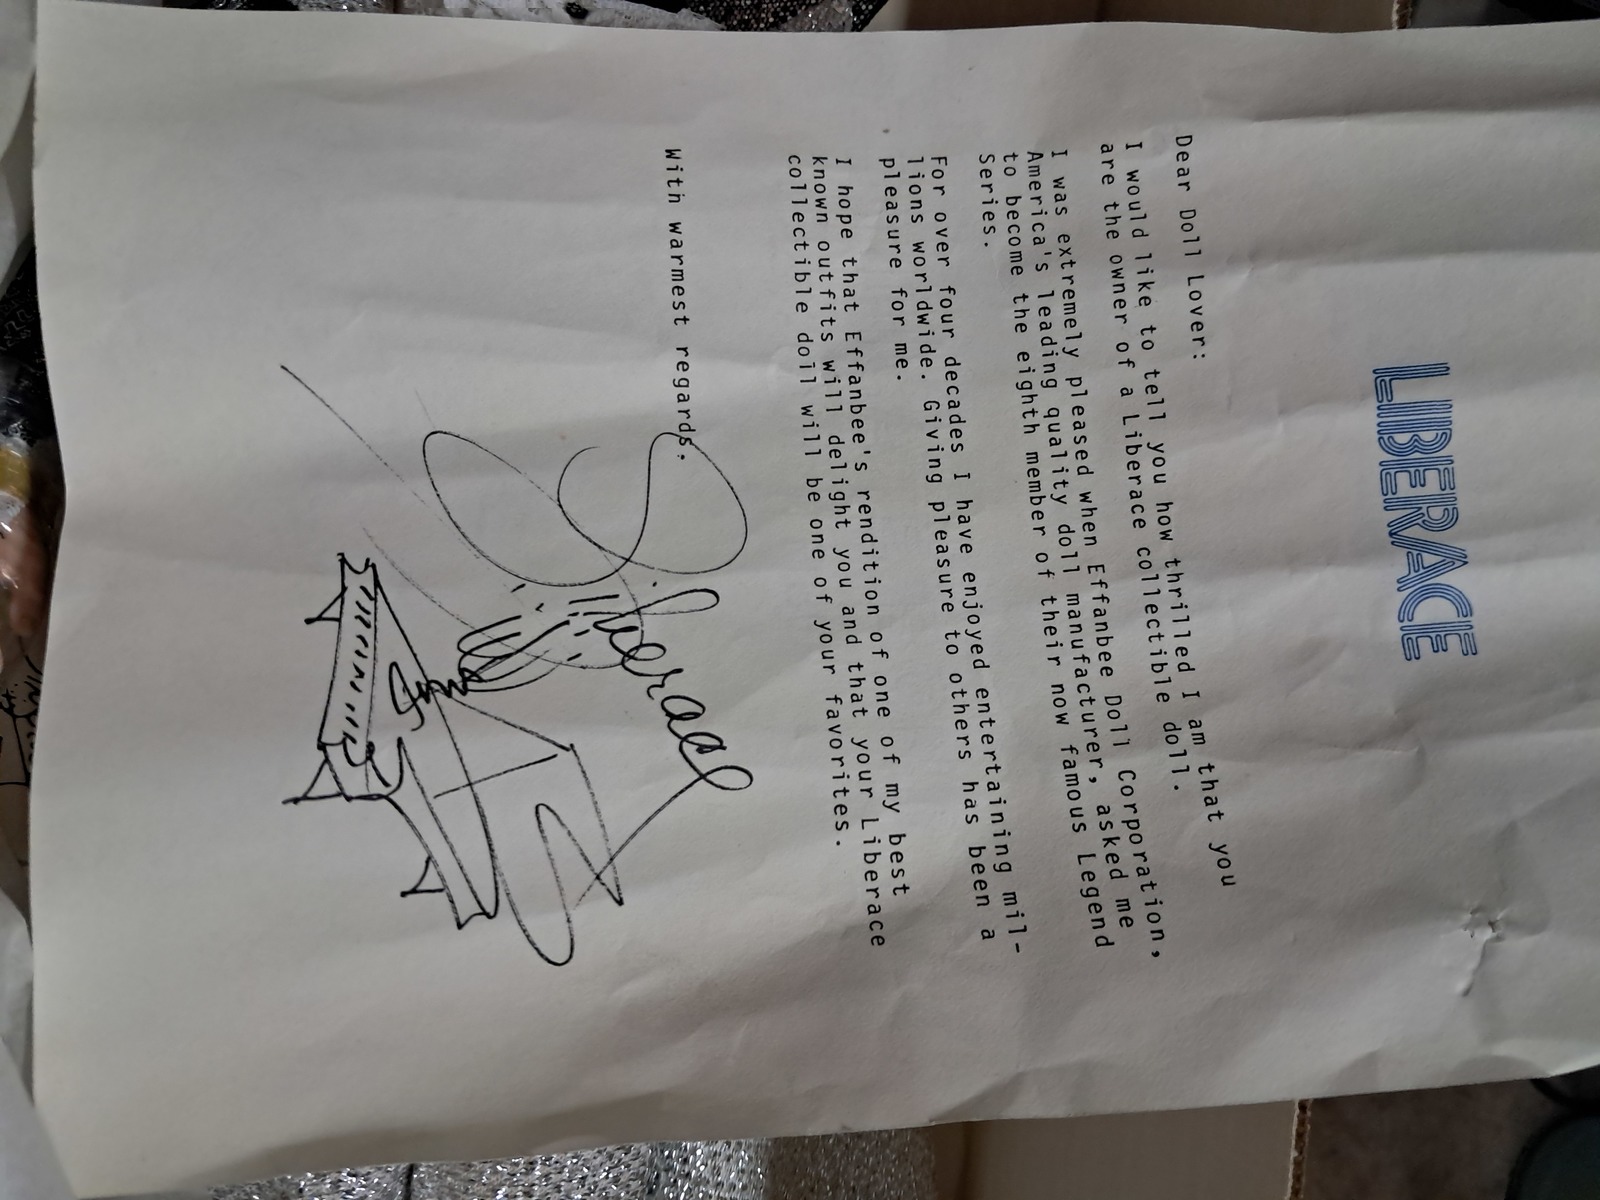 LIBERACE
Dear Doll Lover:
I would like to tell you how thrilled I am that you
are the owner of a Liberace collectible doll.
I was extremely pleased when Effanbee Doll Corporation,
America's leading quality doll manufacturer, asked me
to become the eighth member of their now famous Legend
Series.
For over four decades I have enjoyed entertaining mil-
lions worldwide. Giving pleasure to others has been a
pleasure for me.
I hope that Effanbee's rendition of one of my best
known outfits will delight you and that your Liberace
collectible doll will be one of your favorites.
With warmest regards.
Liberace